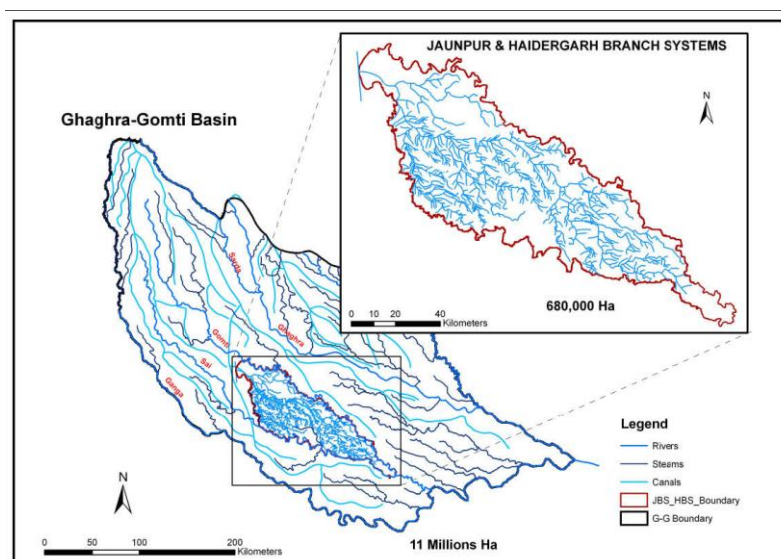 JAUNPUR & HAIDERGARH BRANCH SYSTEMS
N
Ghaghra-Gomti Basin
680,000 Ha
0 10 20 40
Kilometers
Sarda
Gomti
Ghaghra
Sai
Ganga
Legend
Rivers
Steams
Canals
JBS_HBS_Boundary
G-G Boundary
N
0 50 100 200
Kilometers
11 Millions Ha